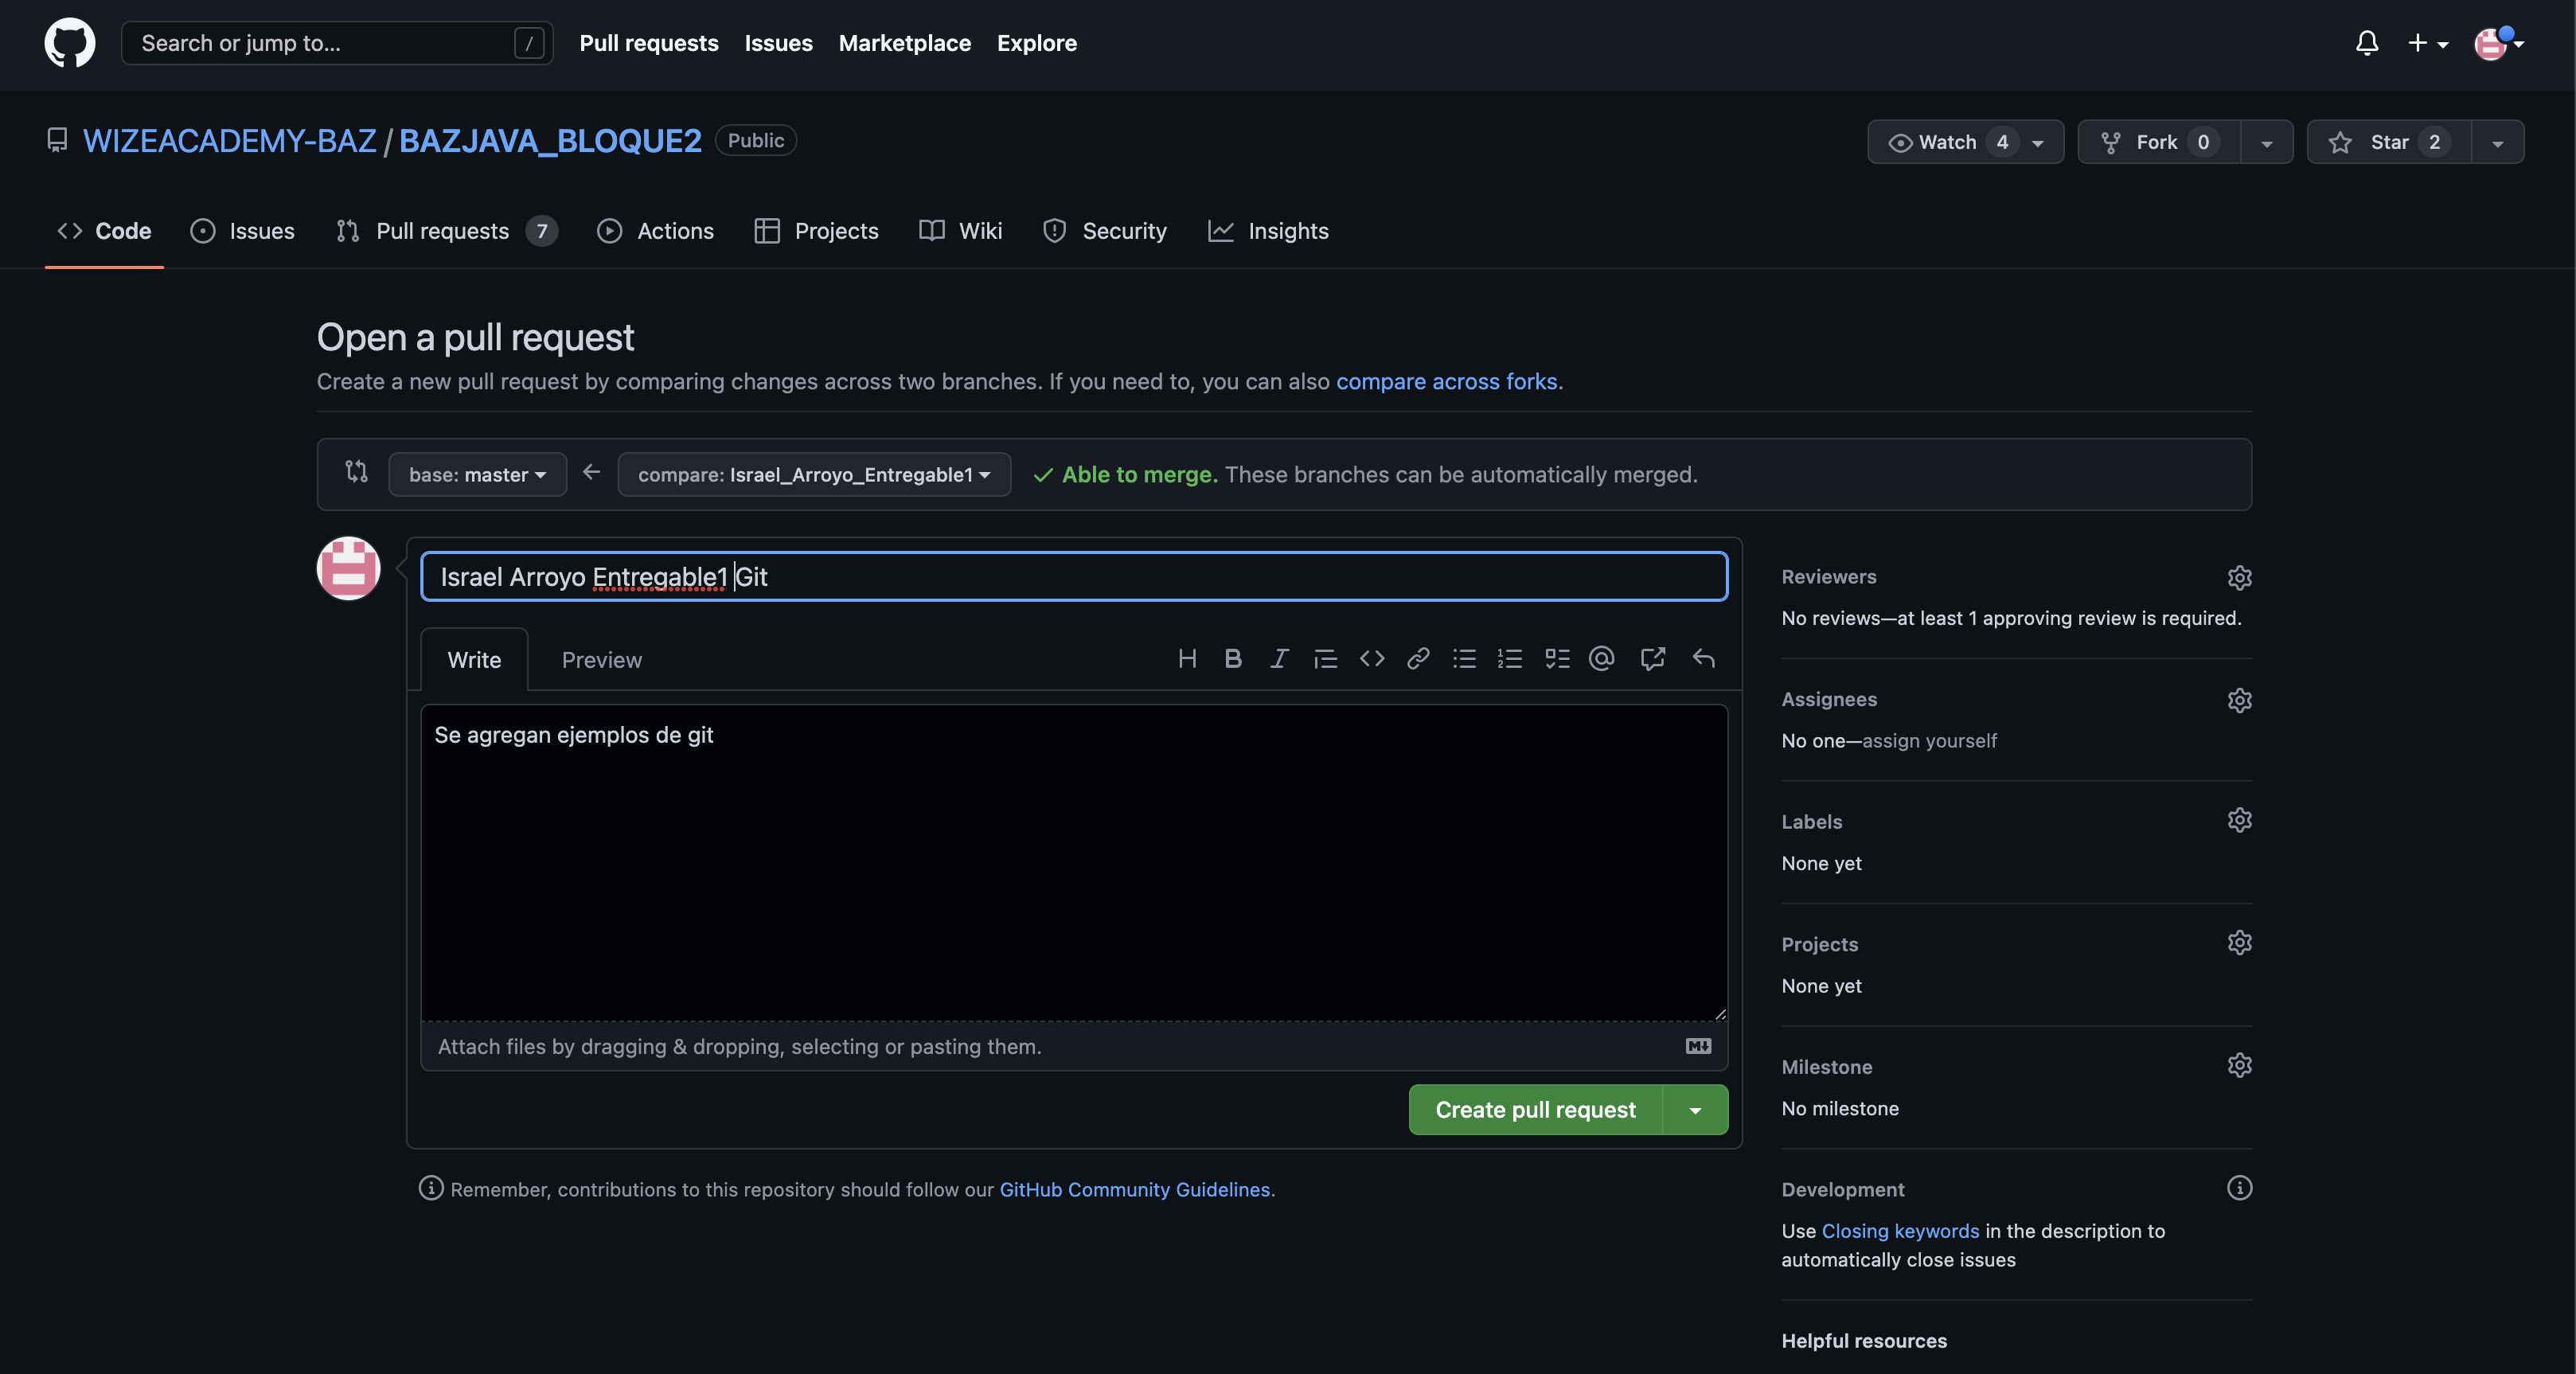 Search or jump to... /
Pull requests Issues Marketplace Explore
WIZEACADEMY-BAZ / BAZJAVA_BLOQUE2 Public
Watch 4 Fork 0 Star 2
Code Issues Pull requests 7 Actions Projects Wiki Security Insights
Open a pull request
Create a new pull request by comparing changes across two branches. If you need to, you can also compare across forks.
base: master compare: Israel_Arroyo_Entregable1 Able to merge. These branches can be automatically merged.
Israel Arroyo Entregable1 Git
Write Preview
Se agregan ejemplos de git
Attach files by dragging & dropping, selecting or pasting them.
Create pull request
Remember, contributions to this repository should follow our GitHub Community Guidelines.
Reviewers
No reviews—at least 1 approving review is required.
Assignees
No one—assign yourself
Labels
None yet
Projects
None yet
Milestone
No milestone
Development
Use Closing keywords in the description to
automatically close issues
Helpful resources